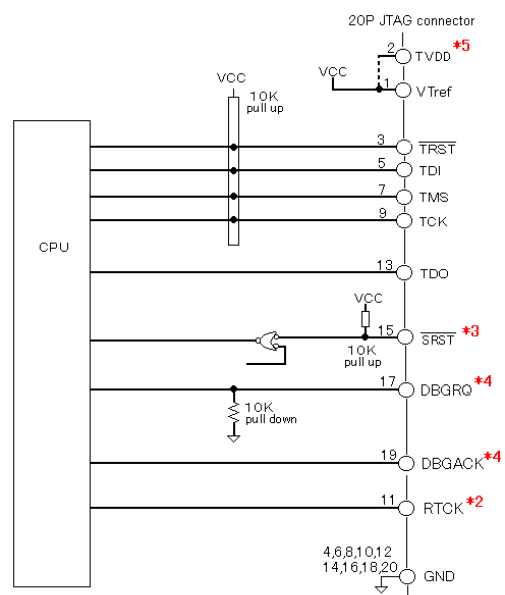 20P JTAG connector
2 TVDD *5
VCC
1 VTref
VCC
10K
pull up
3 TRST
5 TDI
7 TMS
9 TCK
CPU
13 TDO
VCC
15 SRST *3
10K
pull up
17 DBGRQ *4
10K
pull down
19 DBGACK *4
11 RTCK *2
4,6,8,10,12
14,16,18,20
GND